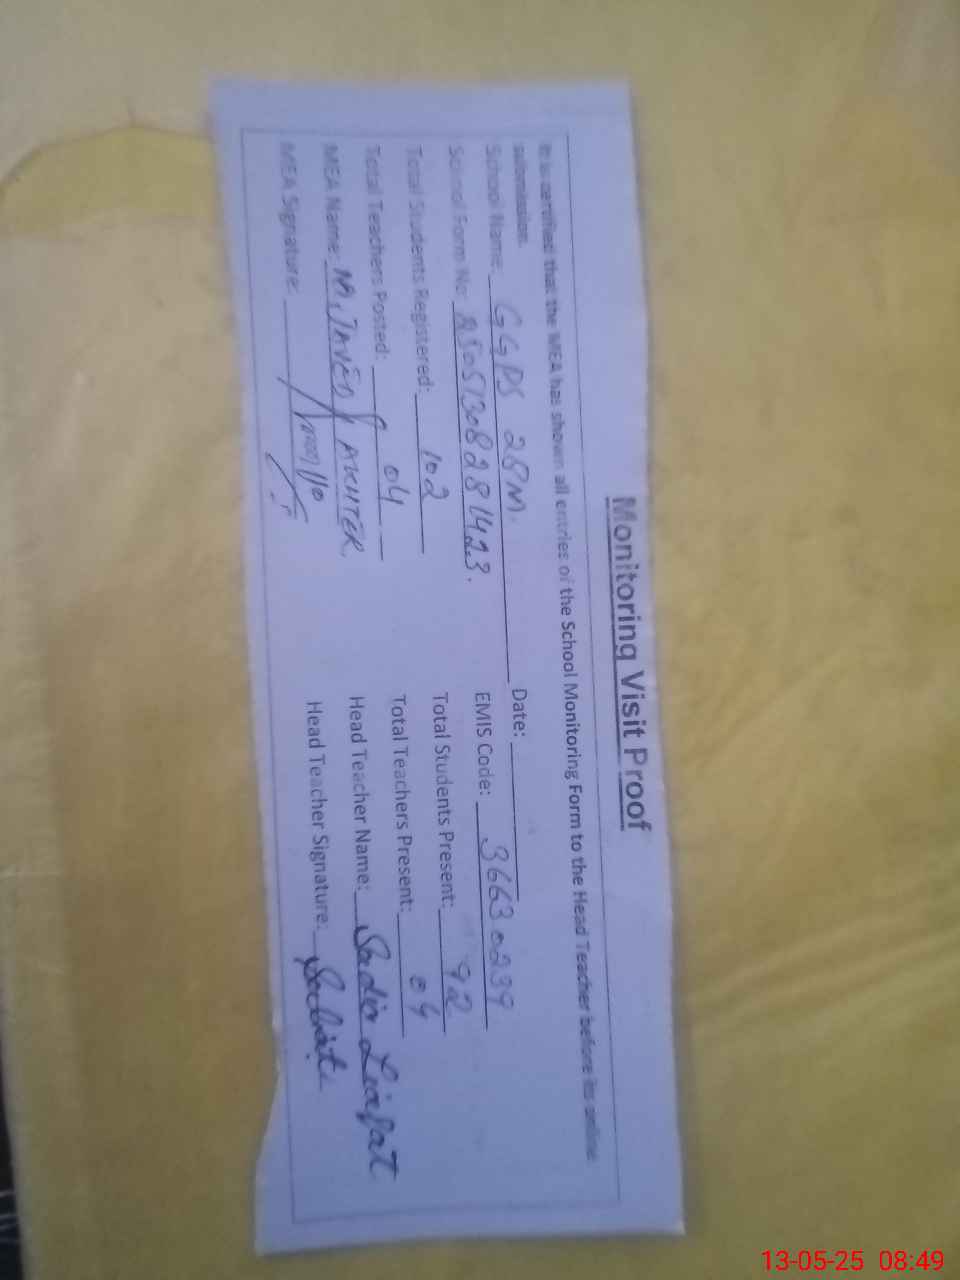 Monitoring Visit Proof
It is certified that the MEA has shown all entries of the School Monitoring Form to the Head Teacher before its online
submission.
School Name: GGPS 28M. Date:
School Form No: A5051308281423. EMIS Code: 36630239
Total Students Registered: 102 Total Students Present: 92
Total Teachers Posted: 04 Total Teachers Present: 04
MEA Name: M. JAVED AKHTER. Head Teacher Name: Sadia Liaqat
MEA Signature: Head Teacher Signature:
13-05-25 08:49